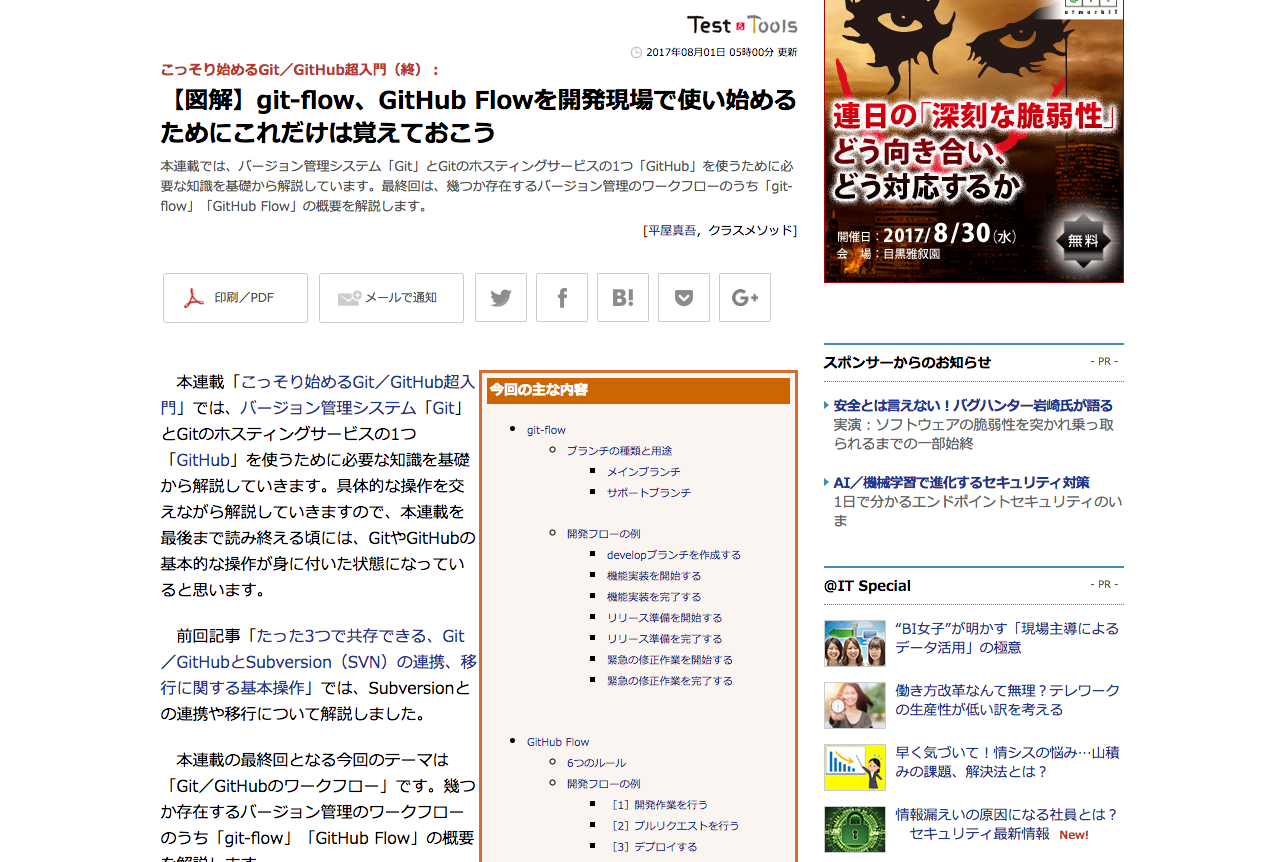 Test & Tools
2017年08月01日 05時00分 更新
こっそり始めるGit／GitHub超入門（終）：
【図解】git-flow、GitHub Flowを開発現場で使い始める
ためにこれだけは覚えておこう
本連載では、バージョン管理システム「Git」とGitのホスティングサービスの1つ「GitHub」を使うために必
要な知識を基礎から解説しています。最終回は、幾つか存在するバージョン管理のワークフローのうち「git-
flow」「GitHub Flow」の概要を解説します。
[平屋真吾，クラスメソッド]
印刷／PDF
メールで通知
B!
G+
本連載「こっそり始めるGit／GitHub超入
門」では、バージョン管理システム「Git」
とGitのホスティングサービスの1つ
「GitHub」を使うために必要な知識を基礎
から解説していきます。具体的な操作を交
えながら解説していきますので、本連載を
最後まで読み終える頃には、GitやGitHubの
基本的な操作が身に付いた状態になってい
ると思います。
前回記事「たった3つで共存できる、Git
／GitHubとSubversion（SVN）の連携、移
行に関する基本操作」では、Subversionと
の連携や移行について解説しました。
本連載の最終回となる今回のテーマは
「Git／GitHubのワークフロー」です。幾つ
か存在するバージョン管理のワークフロー
のうち「git-flow」「GitHub Flow」の概要
を解説します。
今回の主な内容
git-flow
ブランチの種類と用途
メインブランチ
サポートブランチ
開発フローの例
developブランチを作成する
機能実装を開始する
機能実装を完了する
リリース準備を開始する
リリース準備を完了する
緊急の修正作業を開始する
緊急の修正作業を完了する
GitHub Flow
6つのルール
開発フローの例
［1］開発作業を行う
［2］プルリクエストを行う
［3］デプロイする
atmarkIT
連日の「深刻な脆弱性」
どう向き合い、
どう対応するか
開催日：2017/8/30（水）
会　場：目黒雅叙園
無料
スポンサーからのお知らせ
- PR -
安全とは言えない！バグハンター岩崎氏が語る
実演：ソフトウェアの脆弱性を突かれ乗っ取
られるまでの一部始終
AI／機械学習で進化するセキュリティ対策
1日で分かるエンドポイントセキュリティのい
ま
@IT Special
- PR -
“BI女子”が明かす「現場主導による
データ活用」の極意
働き方改革なんて無理？テレワーク
の生産性が低い訳を考える
早く気づいて！情シスの悩み…山積
みの課題、解決法とは？
情報漏えいの原因になる社員とは？
セキュリティ最新情報 New!